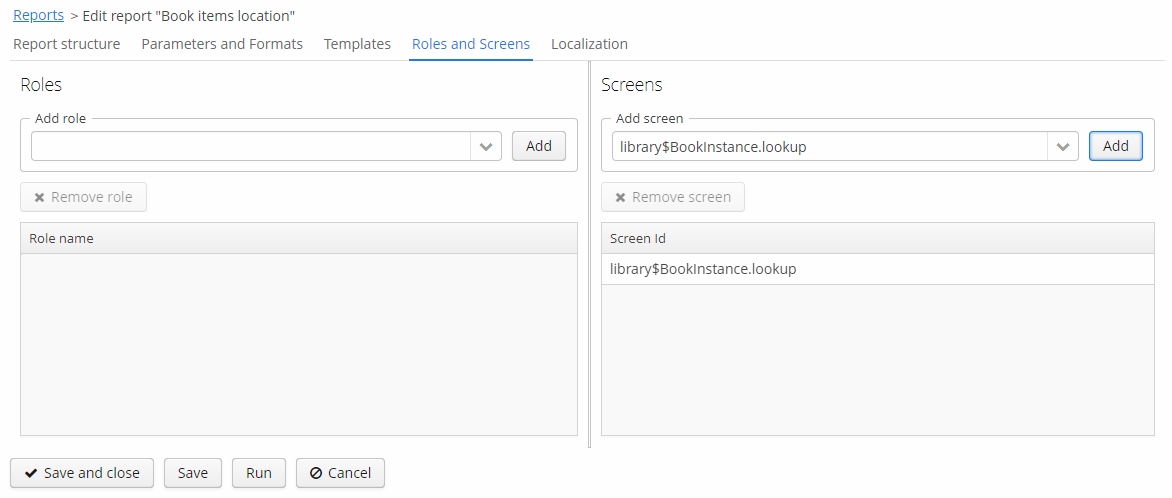 Reports > Edit report "Book items location"
Report structure Parameters and Formats Templates Roles and Screens Localization
Roles
Add role
Add
Remove role
Role name
Screens
Add screen
library$BookInstance.lookup Add
Remove screen
Screen Id
library$BookInstance.lookup
Save and close Save Run Cancel